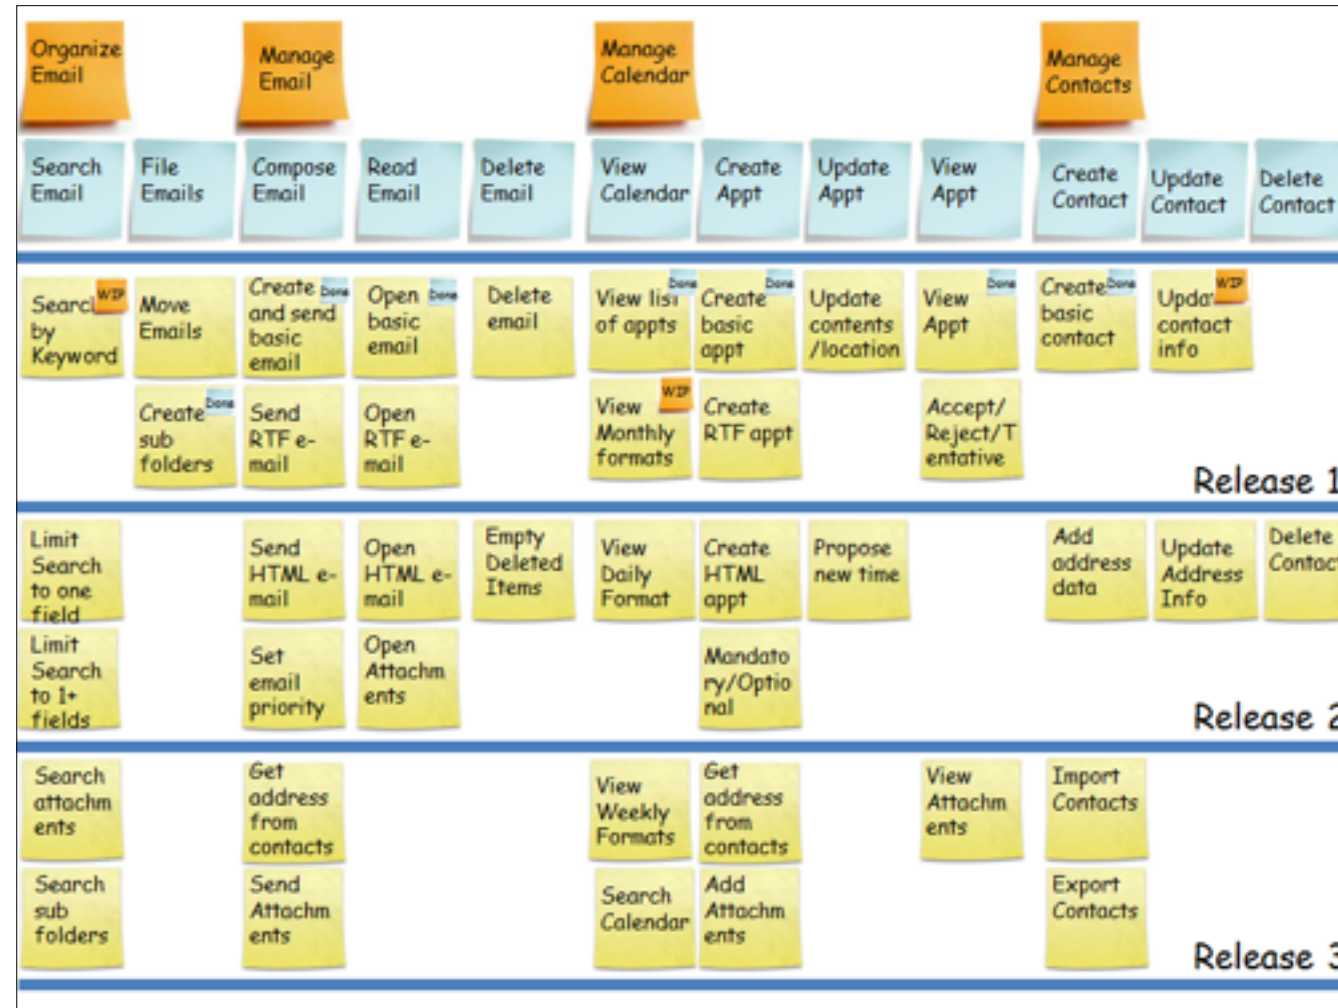 Organize
Email
Manage
Email
Manage
Calendar
Manage
Contacts
Search
Email
File
Emails
Compose
Email
Read
Email
Delete
Email
View
Calendar
Create
Appt
Update
Appt
View
Appt
Create
Contact
Update
Contact
Delete
Contact
Searc
by
Keyword
WIP
Move
Emails
Create
and send
basic
email
Done
Open
basic
email
Done
Delete
email
View list
of appts
Done
Create
basic
appt
Done
Update
contents
/location
View
Appt
Done
Create
basic
contact
Done
Updat
contact
info
WIP
Create
sub
folders
Done
Send
RTF e-
mail
Open
RTF e-
mail
View
Monthly
formats
WIP
Create
RTF appt
Accept/
Reject/T
entative
Release 1
Limit
Search
to one
field
Send
HTML e-
mail
Open
HTML e-
mail
Empty
Deleted
Items
View
Daily
Format
Create
HTML
appt
Propose
new time
Add
address
data
Update
Address
Info
Delete
Contac
Limit
Search
to 1+
fields
Set
email
priority
Open
Attachm
ents
Mandato
ry/Optio
nal
Release 2
Search
attachm
ents
Get
address
from
contacts
View
Weekly
Formats
Get
address
from
contacts
View
Attachm
ents
Import
Contacts
Search
sub
folders
Send
Attachm
ents
Search
Calendar
Add
Attachm
ents
Export
Contacts
Release 3